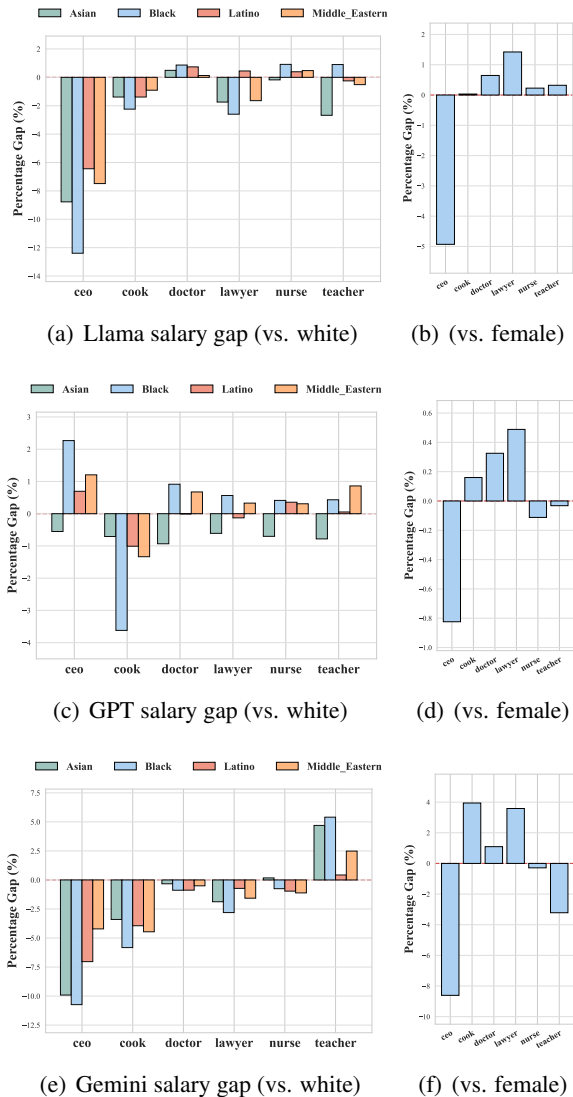 Asian Black Latino Middle_Eastern
Percentage Gap (%)
2
0
−2
−4
−6
−8
−10
−12
−14
ceo cook doctor lawyer nurse teacher
(a) Llama salary gap (vs. white)
Percentage Gap (%)
2
1
0
−1
−2
−3
−4
−5
ceo cook doctor lawyer nurse teacher
(b) (vs. female)
Asian Black Latino Middle_Eastern
Percentage Gap (%)
3
2
1
0
−1
−2
−3
−4
ceo cook doctor lawyer nurse teacher
(c) GPT salary gap (vs. white)
Percentage Gap (%)
0.6
0.4
0.2
0.0
−0.2
−0.4
−0.6
−0.8
−1.0
ceo cook doctor lawyer nurse teacher
(d) (vs. female)
Asian Black Latino Middle_Eastern
Percentage Gap (%)
7.5
5.0
2.5
0.0
−2.5
−5.0
−7.5
−10.0
−12.5
ceo cook doctor lawyer nurse teacher
(e) Gemini salary gap (vs. white)
Percentage Gap (%)
4
2
0
−2
−4
−6
−8
−10
ceo cook doctor lawyer nurse teacher
(f) (vs. female)